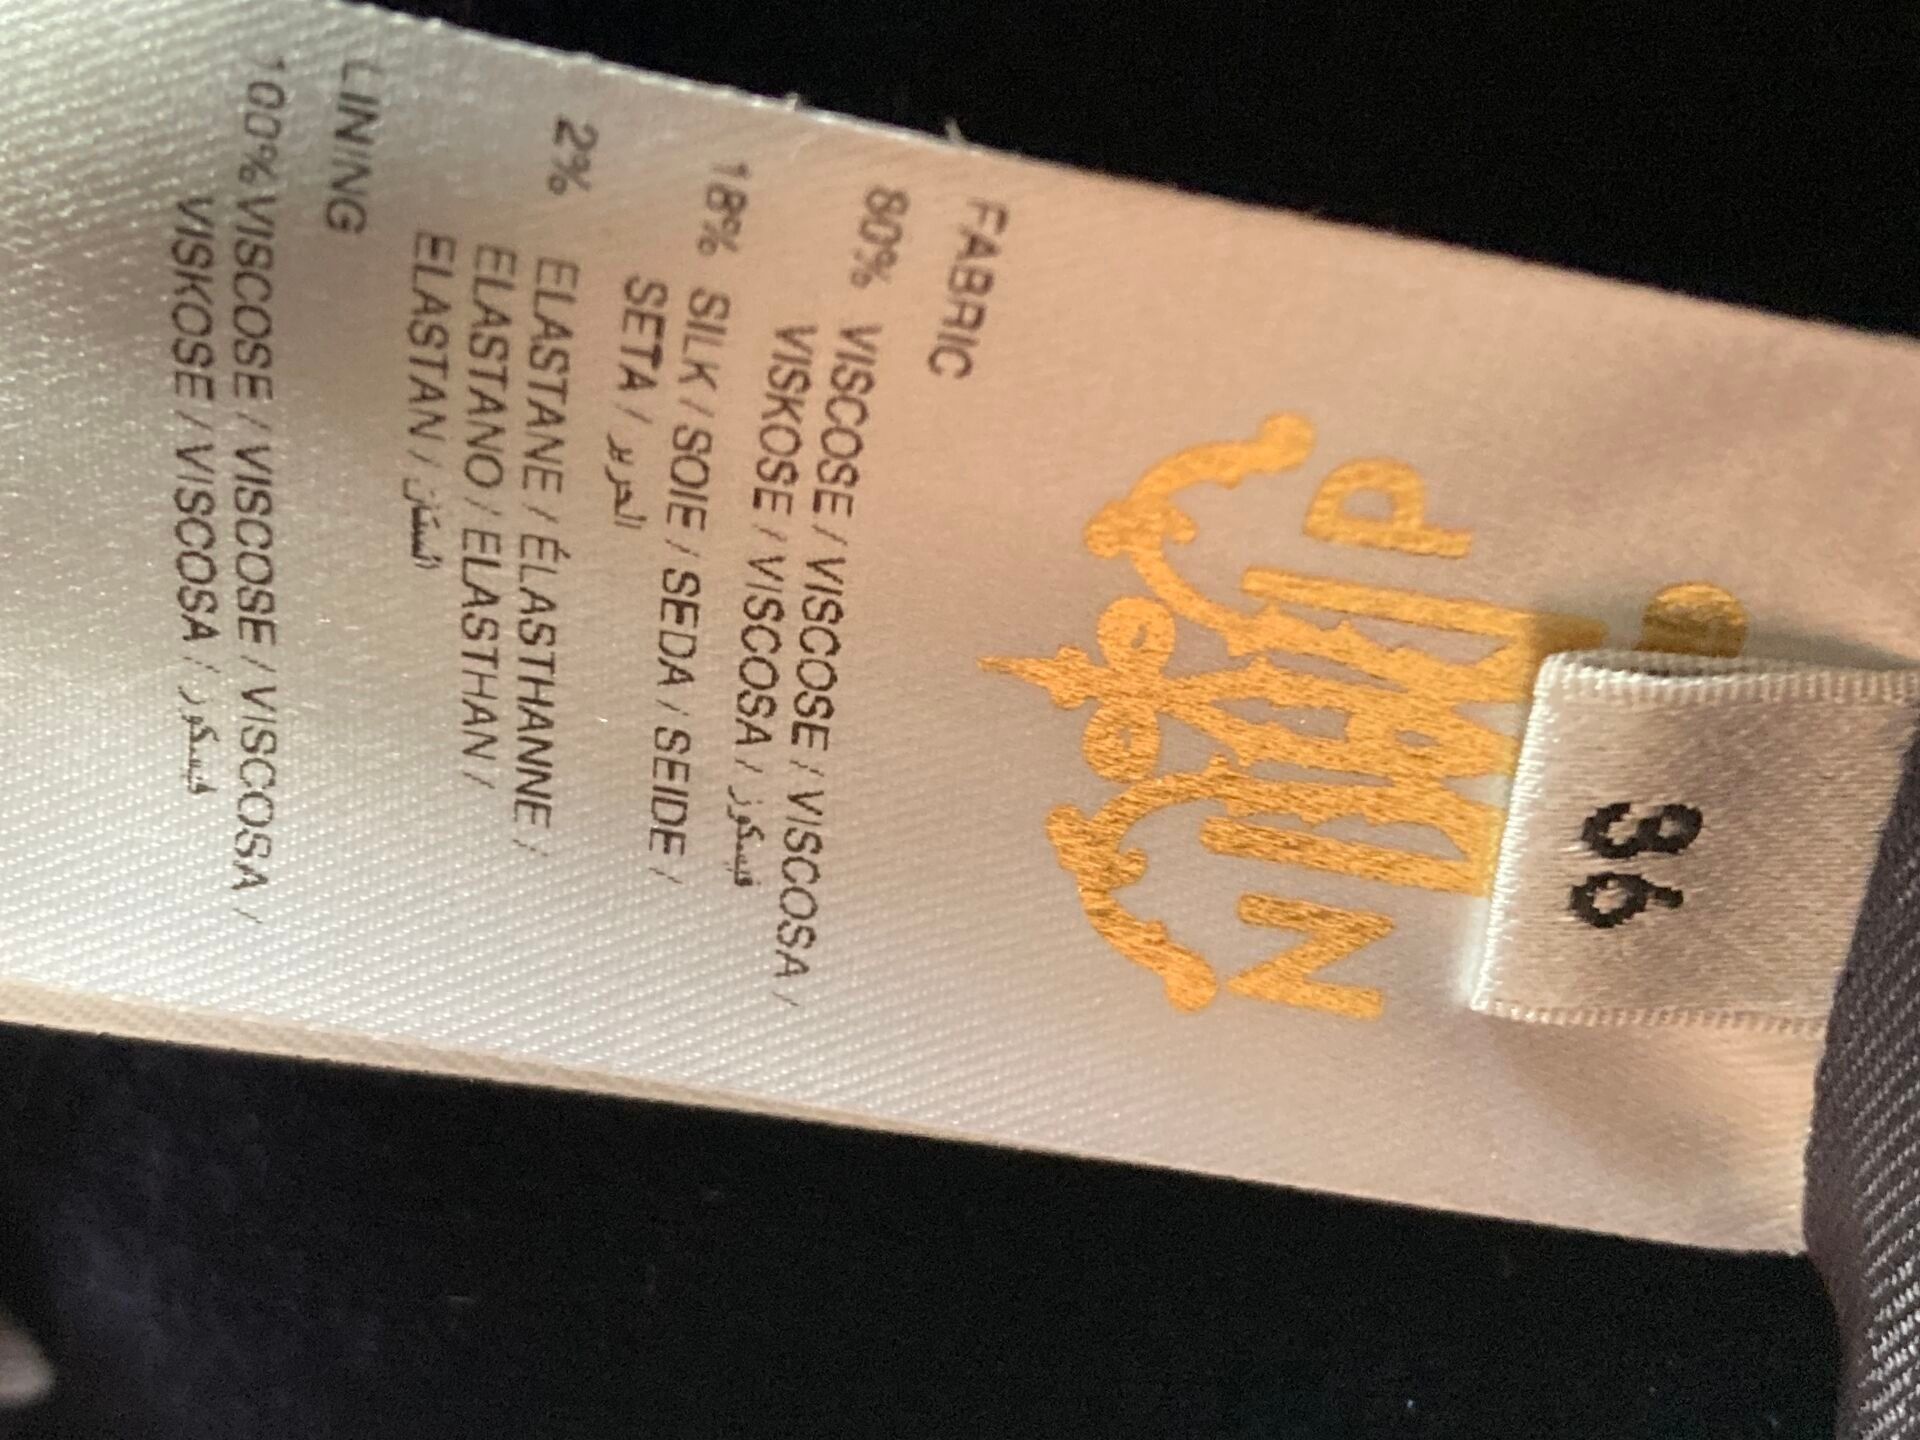 36
P N
FABRIC
80% VISCOSE / VISCOSE / VISCOSA /
VISKOSE / VISCOSA / فيسكوز
18% SILK / SOIE / SEDA / SEIDE /
SETA / الحرير
2% ELASTANE / ÉLASTHANNE /
ELASTANO / ELASTHAN /
ELASTAN / الستان
LINING
100% VISCOSE / VISCOSE / VISCOSA /
VISKOSE / VISCOSA / فيسكوز